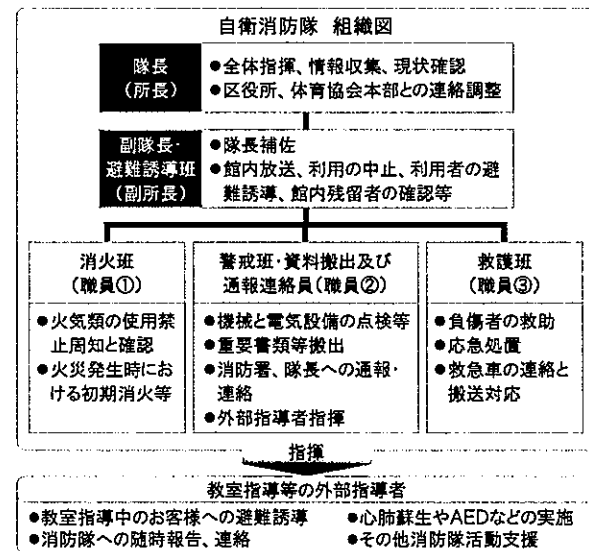 自衛消防隊 組織図
隊長
(所長)
●全体指揮、情報収集、現状確認
●区役所、体育協会本部との連絡調整
副隊長・
避難誘導班
(副所長)
●隊長補佐
●館内放送、利用の中止、利用者の避
難誘導、館内残留者の確認等
消火班
(職員①)
●火気類の使用禁
止周知と確認
●火災発生時にお
ける初期消火等
警戒班・資料搬出及び
通報連絡員(職員②)
●機械と電気設備の点検等
●重要書類等搬出
●消防署、隊長への通報・
連絡
●外部指導者指揮
救護班
(職員③)
●負傷者の救助
●応急処置
●救急車の連絡と
搬送対応
指揮
教室指導等の外部指導者
●教室指導中のお客様への避難誘導
●消防隊への随時報告、連絡
●心肺蘇生やAEDなどの実施
●その他消防隊活動支援